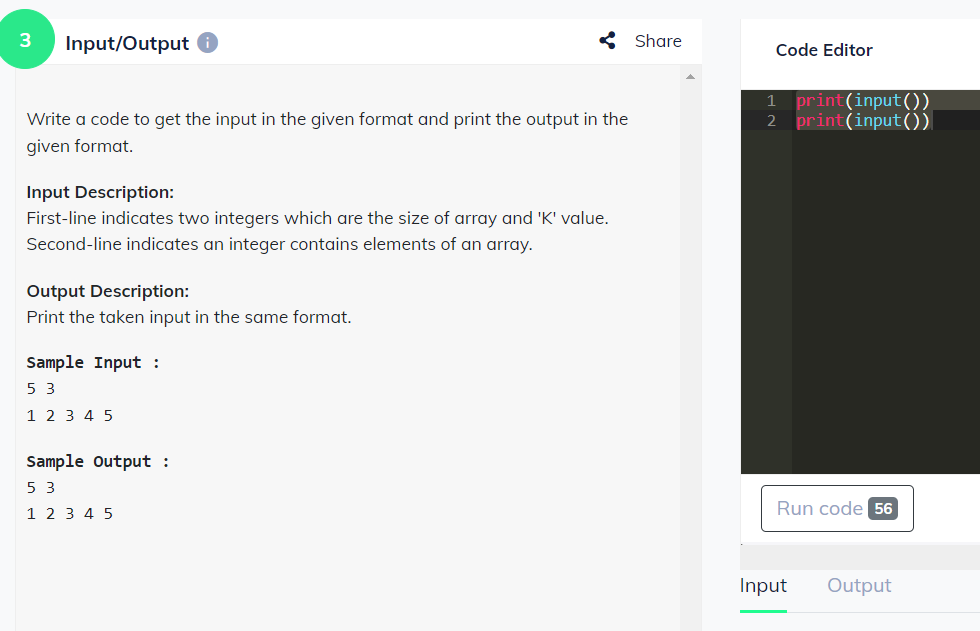 3
Input/Output i
Share
Write a code to get the input in the given format and print the output in the
given format.
Input Description:
First-line indicates two integers which are the size of array and 'K' value.
Second-line indicates an integer contains elements of an array.
Output Description:
Print the taken input in the same format.
Sample Input :
5 3
1 2 3 4 5
Sample Output :
5 3
1 2 3 4 5
Code Editor
1 print(input())
2 print(input())
Run code 56
Input Output